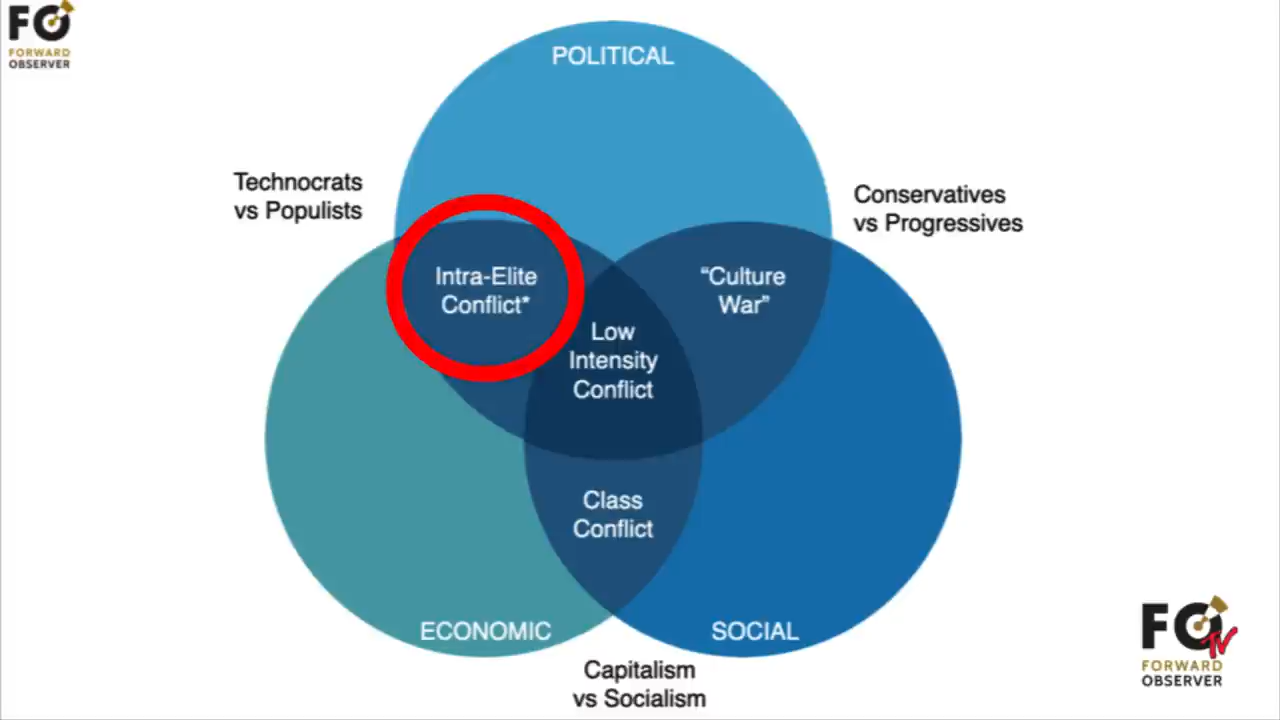 FO
FORWARD
OBSERVER
POLITICAL
Technocrats
vs Populists
Conservatives
vs Progressives
Intra-Elite
Conflict*
“Culture
War”
Low
Intensity
Conflict
Class
Conflict
ECONOMIC
SOCIAL
Capitalism
vs Socialism
FO
TV
FORWARD
OBSERVER